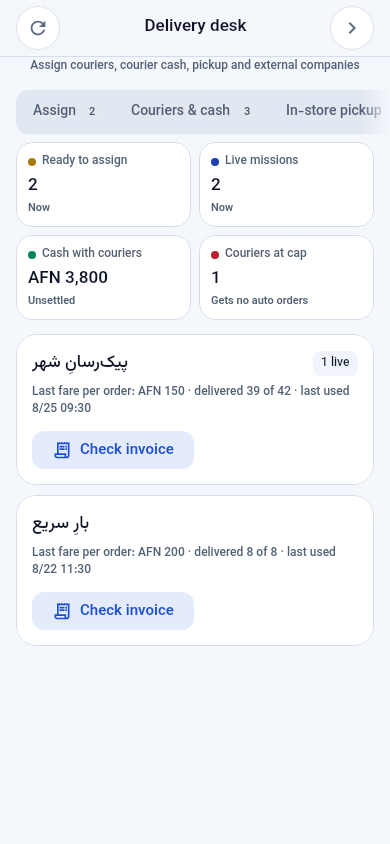 Delivery desk
Assign couriers, courier cash, pickup and external companies
Assign 2 Couriers & cash 3 In-store pickup
Ready to assign
2
Now
Live missions
2
Now
Cash with couriers
AFN 3,800
Unsettled
Couriers at cap
1
Gets no auto orders
پیک‌رسانِ شهر
1 live
Last fare per order: AFN 150 · delivered 39 of 42 · last used
8/25 09:30
Check invoice
بارِ سریع
Last fare per order: AFN 200 · delivered 8 of 8 · last used
8/22 11:30
Check invoice